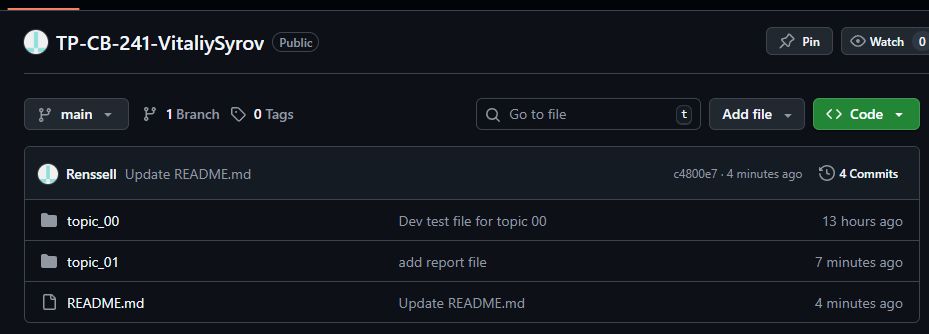 TP-CB-241-VitaliySyrov Public Pin Watch 0
main 1 Branch 0 Tags Go to file t Add file <> Code
Renssell Update README.md c4800e7 · 4 minutes ago 4 Commits
topic_00 Dev test file for topic 00 13 hours ago
topic_01 add report file 7 minutes ago
README.md Update README.md 4 minutes ago